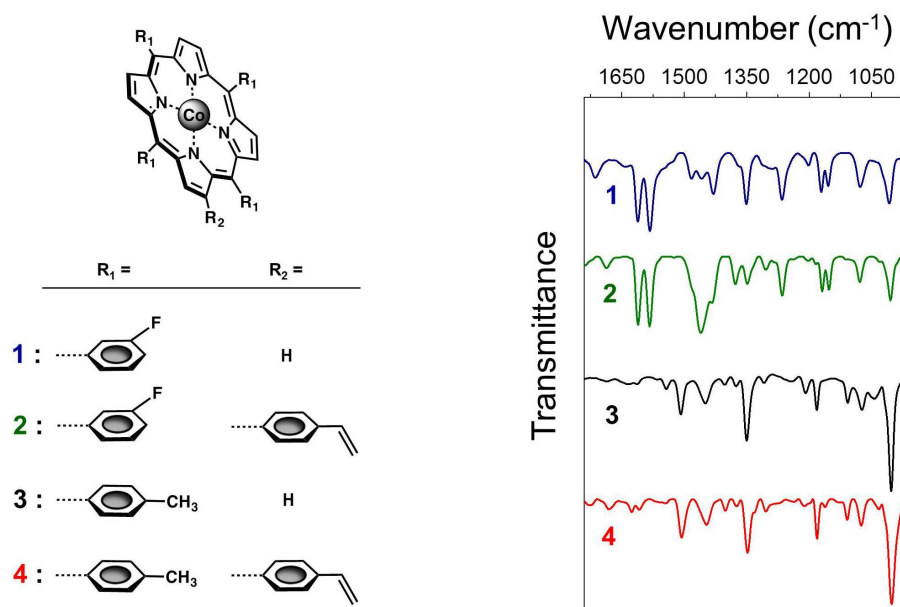 R1
R1
N
N
Co
N
N
R1
R1
R2
R1 = R2 =
1 : F H
2 : F
3 : CH3 H
4 : CH3
Wavenumber (cm-1)
1650 1500 1350 1200 1050
Transmittance
1
2
3
4